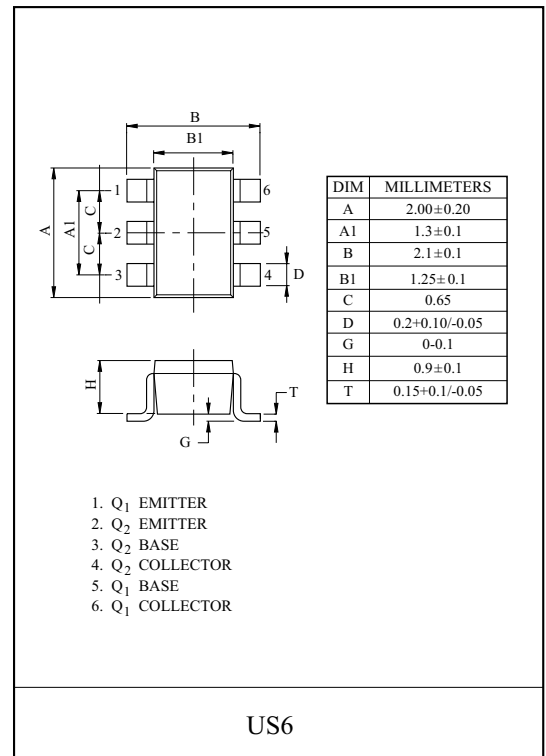 B
B1
1
6
A
A1
C
2
5
C
3
4
D
H
T
G
DIM MILLIMETERS
A 2.00±0.20
A1 1.3±0.1
B 2.1±0.1
B1 1.25±0.1
C 0.65
D 0.2+0.10/-0.05
G 0-0.1
H 0.9±0.1
T 0.15+0.1/-0.05
1. Q1 EMITTER
2. Q2 EMITTER
3. Q2 BASE
4. Q2 COLLECTOR
5. Q1 BASE
6. Q1 COLLECTOR
US6